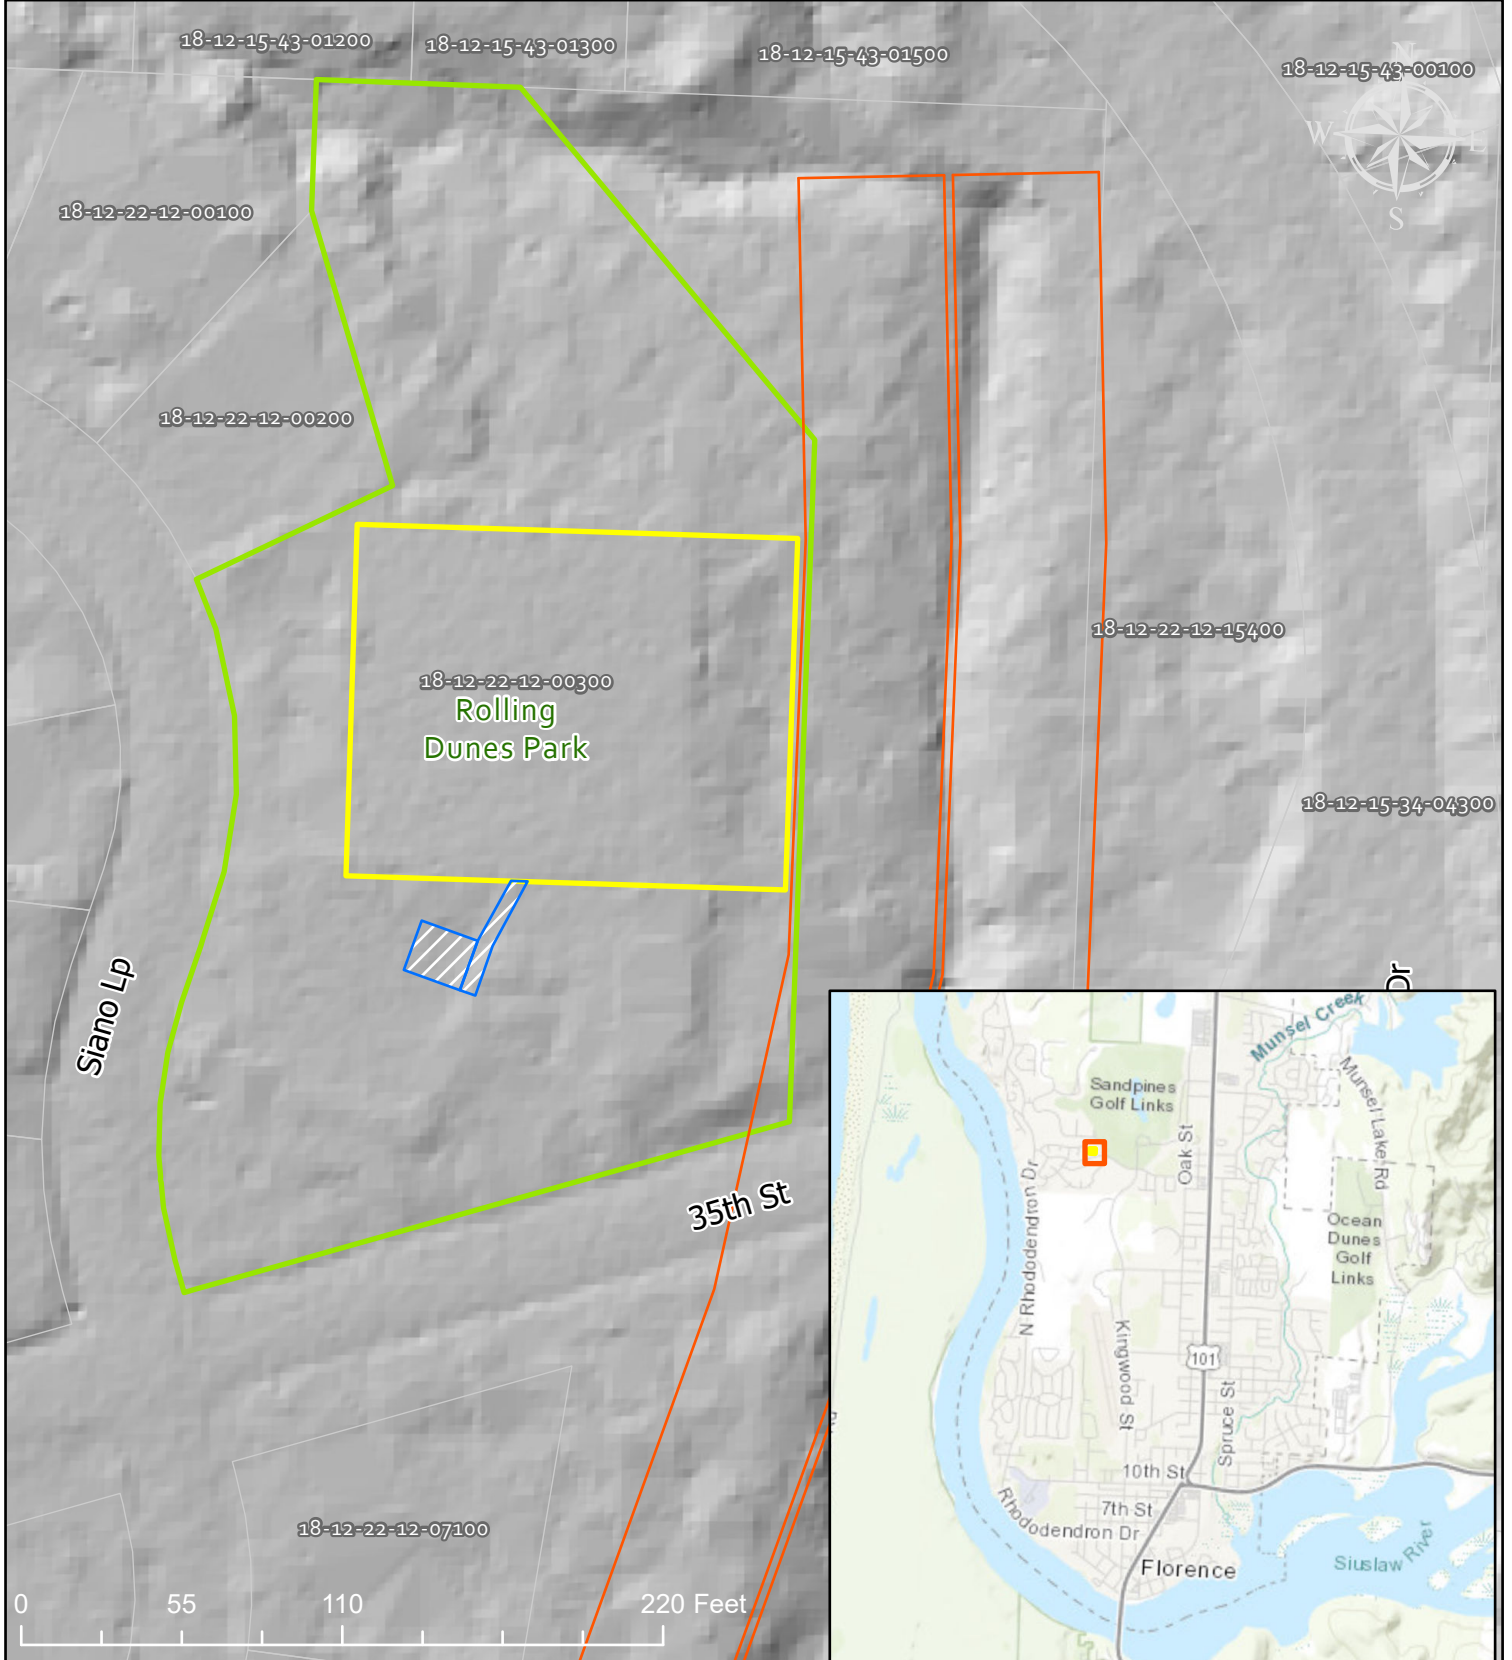 18-12-15-43-01200
18-12-15-43-01300
18-12-15-43-01500
18-12-15-43-00100
N
W
E
S
18-12-22-12-00100
18-12-22-12-00200
18-12-22-12-15400
18-12-22-12-00300
Rolling
Dunes Park
18-12-15-34-04300
Siano Lp
Dr
35th St
18-12-22-12-07100
0
55
110
220 Feet
Munsel Creek
Munsel Lake Rd
Sandpines
Golf Links
Oak St
N Rhododendron Dr
Ocean
Dunes
Golf
Links
Kingwood St
101
Spruce St
10th St
7th St
Rhododendron Dr
Florence
Siuslaw River